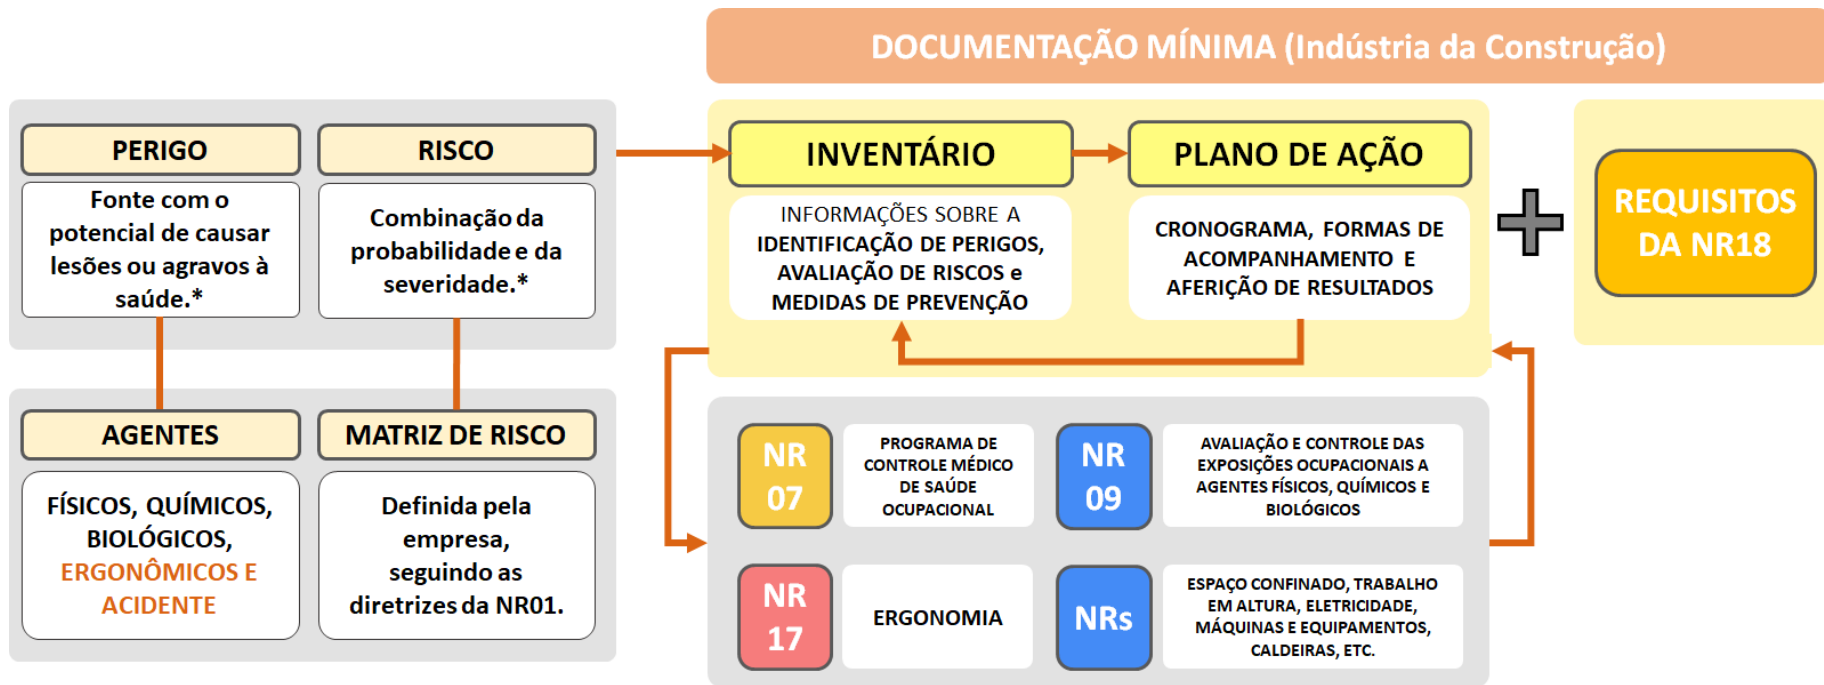 DOCUMENTAÇÃO MÍNIMA (Indústria da Construção)
PERIGO
Fonte com o
potencial de causar
lesões ou agravos à
saúde.*
RISCO
Combinação da
probabilidade e da
severidade.*
INVENTÁRIO
INFORMAÇÕES SOBRE A
IDENTIFICAÇÃO DE PERIGOS,
AVALIAÇÃO DE RISCOS e
MEDIDAS DE PREVENÇÃO
PLANO DE AÇÃO
CRONOGRAMA, FORMAS DE
ACOMPANHAMENTO E
AFERIÇÃO DE RESULTADOS
REQUISITOS
DA NR18
AGENTES
FÍSICOS, QUÍMICOS,
BIOLÓGICOS,
ERGONÔMICOS E
ACIDENTE
MATRIZ DE RISCO
Definida pela
empresa,
seguindo as
diretrizes da NR01.
NR
07
PROGRAMA DE
CONTROLE MÉDICO
DE SAÚDE
OCUPACIONAL
NR
09
AVALIAÇÃO E CONTROLE DAS
EXPOSIÇÕES OCUPACIONAIS A
AGENTES FÍSICOS, QUÍMICOS E
BIOLÓGICOS
NR
17
ERGONOMIA
NRs
ESPAÇO CONFINADO, TRABALHO
EM ALTURA, ELETRICIDADE,
MÁQUINAS E EQUIPAMENTOS,
CALDEIRAS, ETC.